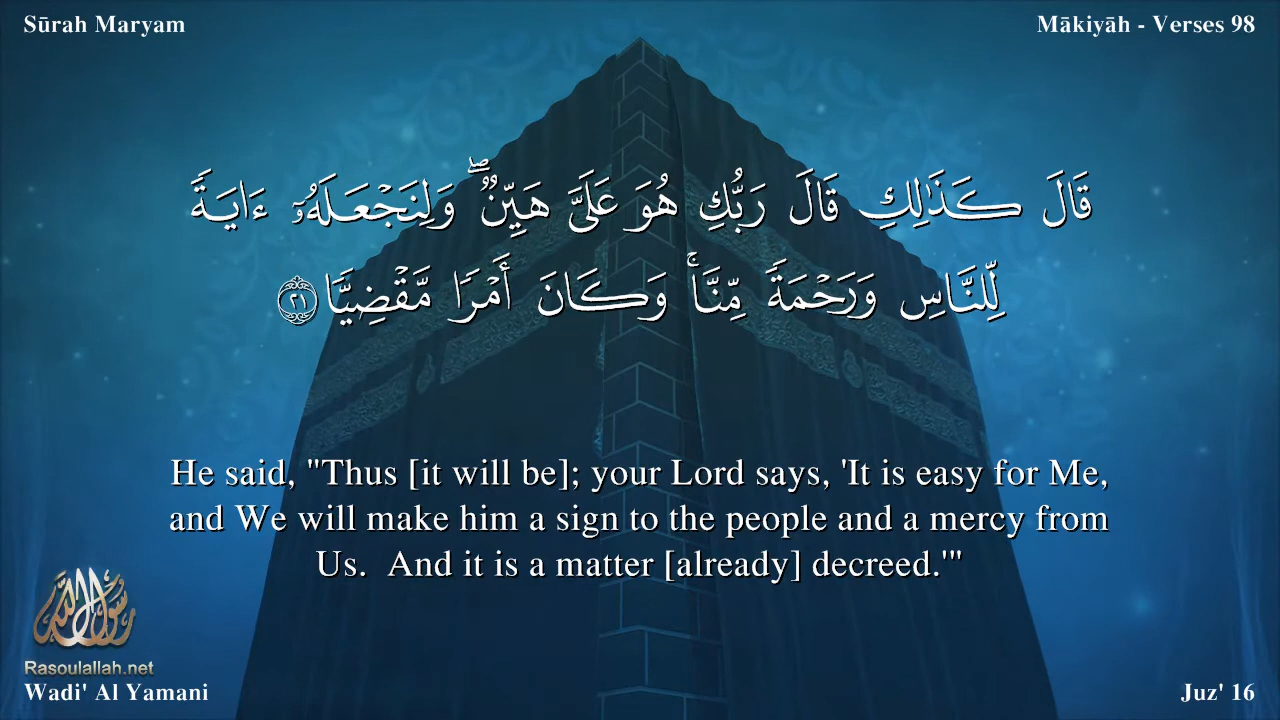 Sūrah Maryam
Mākiyāh - Verses 98
قَالَ كَذَٰلِكِ قَالَ رَبُّكِ هُوَ عَلَىَّ هَيِّنٌۭ ۖ وَلِنَجْعَلَهُۥٓ ءَايَةًۭ
لِّلنَّاسِ وَرَحْمَةًۭ مِّنَّا ۚ وَكَانَ أَمْرًۭا مَّقْضِيًّۭا ٢١
He said, "Thus [it will be]; your Lord says, 'It is easy for Me,
and We will make him a sign to the people and a mercy from
Us.  And it is a matter [already] decreed.'"
رسول الله
Rasoulallah.net
Wadi' Al Yamani
Juz' 16